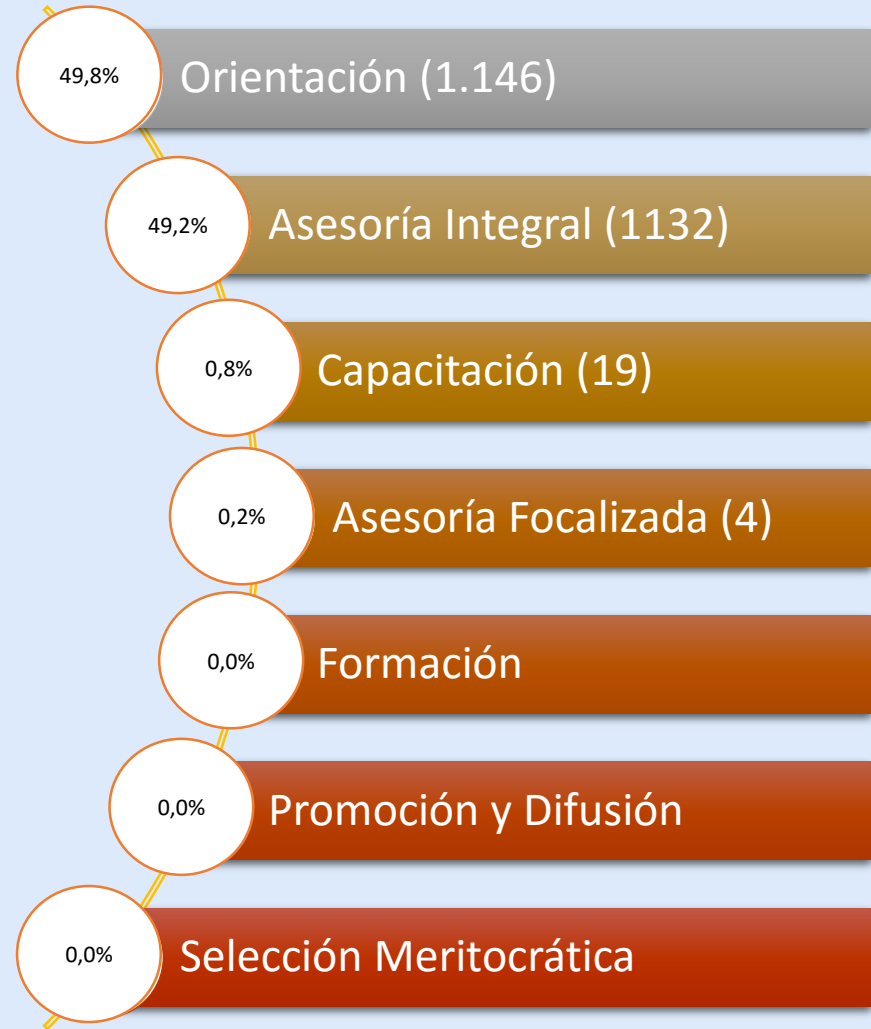 49,8%
Orientación (1.146)
49,2%
Asesoría Integral (1132)
0,8%
Capacitación (19)
0,2%
Asesoría Focalizada (4)
0,0%
Formación
0,0%
Promoción y Difusión
0,0%
Selección Meritocrática